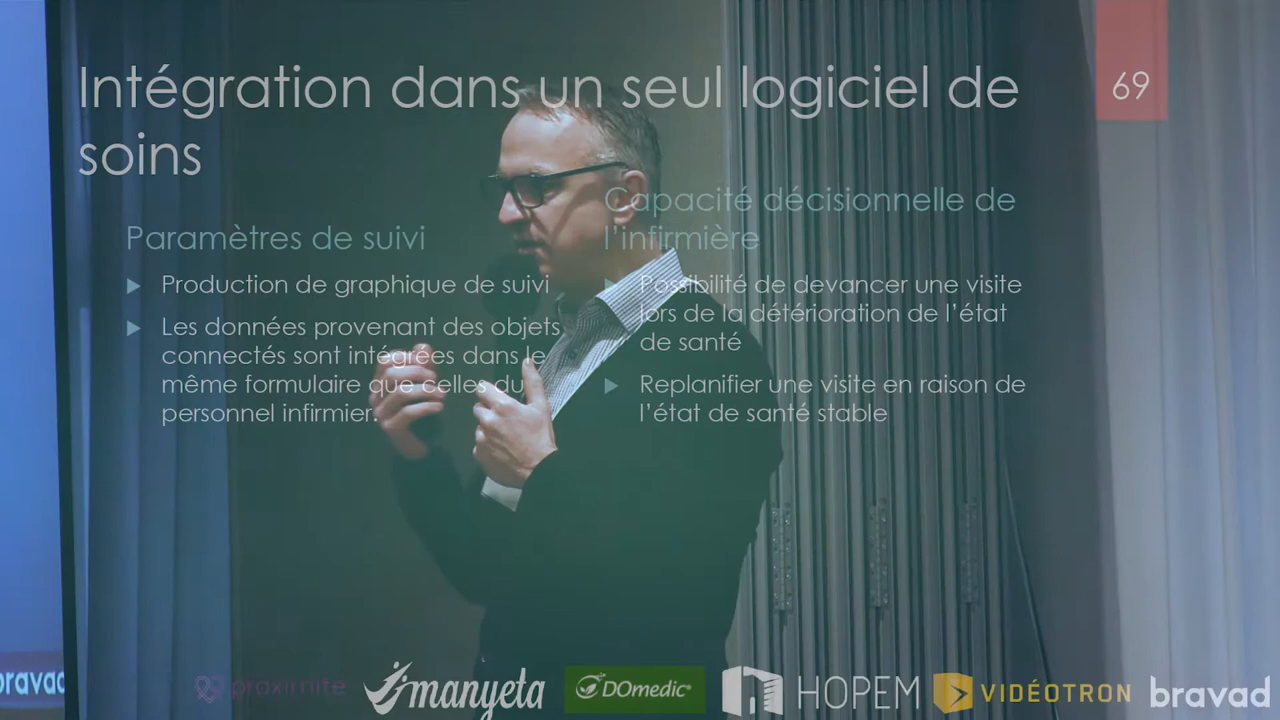 Intégration dans un seul logiciel de
soins
69
Paramètres de suivi
Production de graphique de suivi
Les données provenant des objets
connectés sont intégrées dans le
même formulaire que celles du
personnel infirmier.
Capacité décisionnelle de
l'infirmière
Possibilité de devancer une visite
lors de la détérioration de l'état
de santé
Replanifier une visite en raison de
l'état de santé stable
bravad
proximite
manyeta
DOmedic®
HOPEM
VIDÉOTRON
bravad